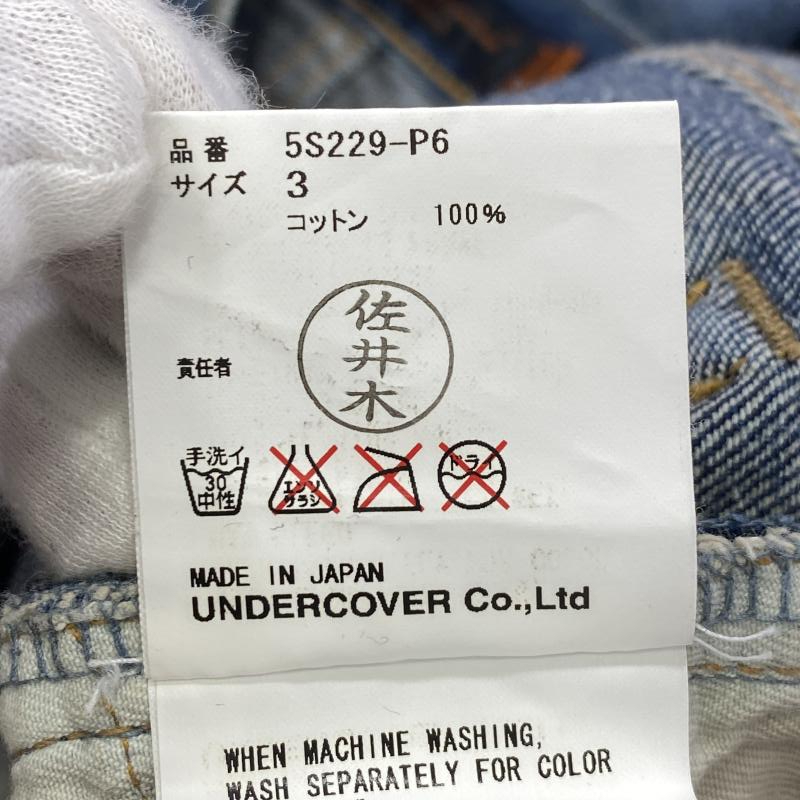 品番 5S229-P6
サイズ 3
コットン 100%
責任者
佐
井
木
手洗イ
30
中性
エンソ
サラシ
ドライ
MADE IN JAPAN
UNDERCOVER Co.,Ltd
WHEN MACHINE WASHING,
WASH SEPARATELY FOR COLOR